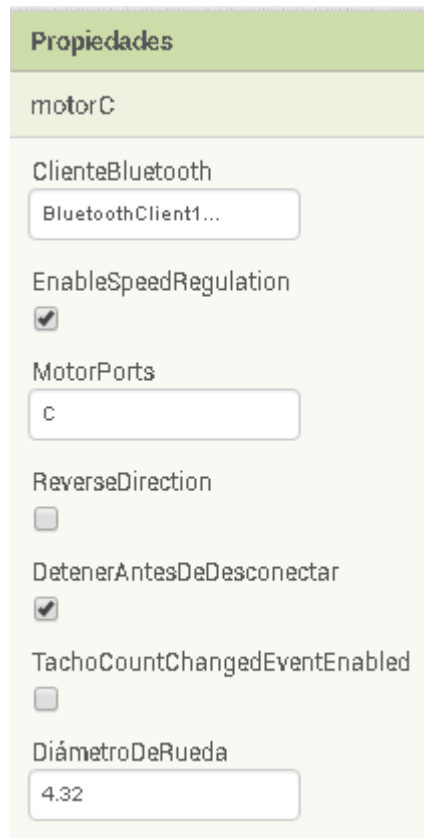 Propiedades
motorC
ClienteBluetooth
BluetoothClient1...
EnableSpeedRegulation
MotorPorts
C
ReverseDirection
DetenerAntesDeDesconectar
TachoCountChangedEventEnabled
DiámetroDeRueda
4.32